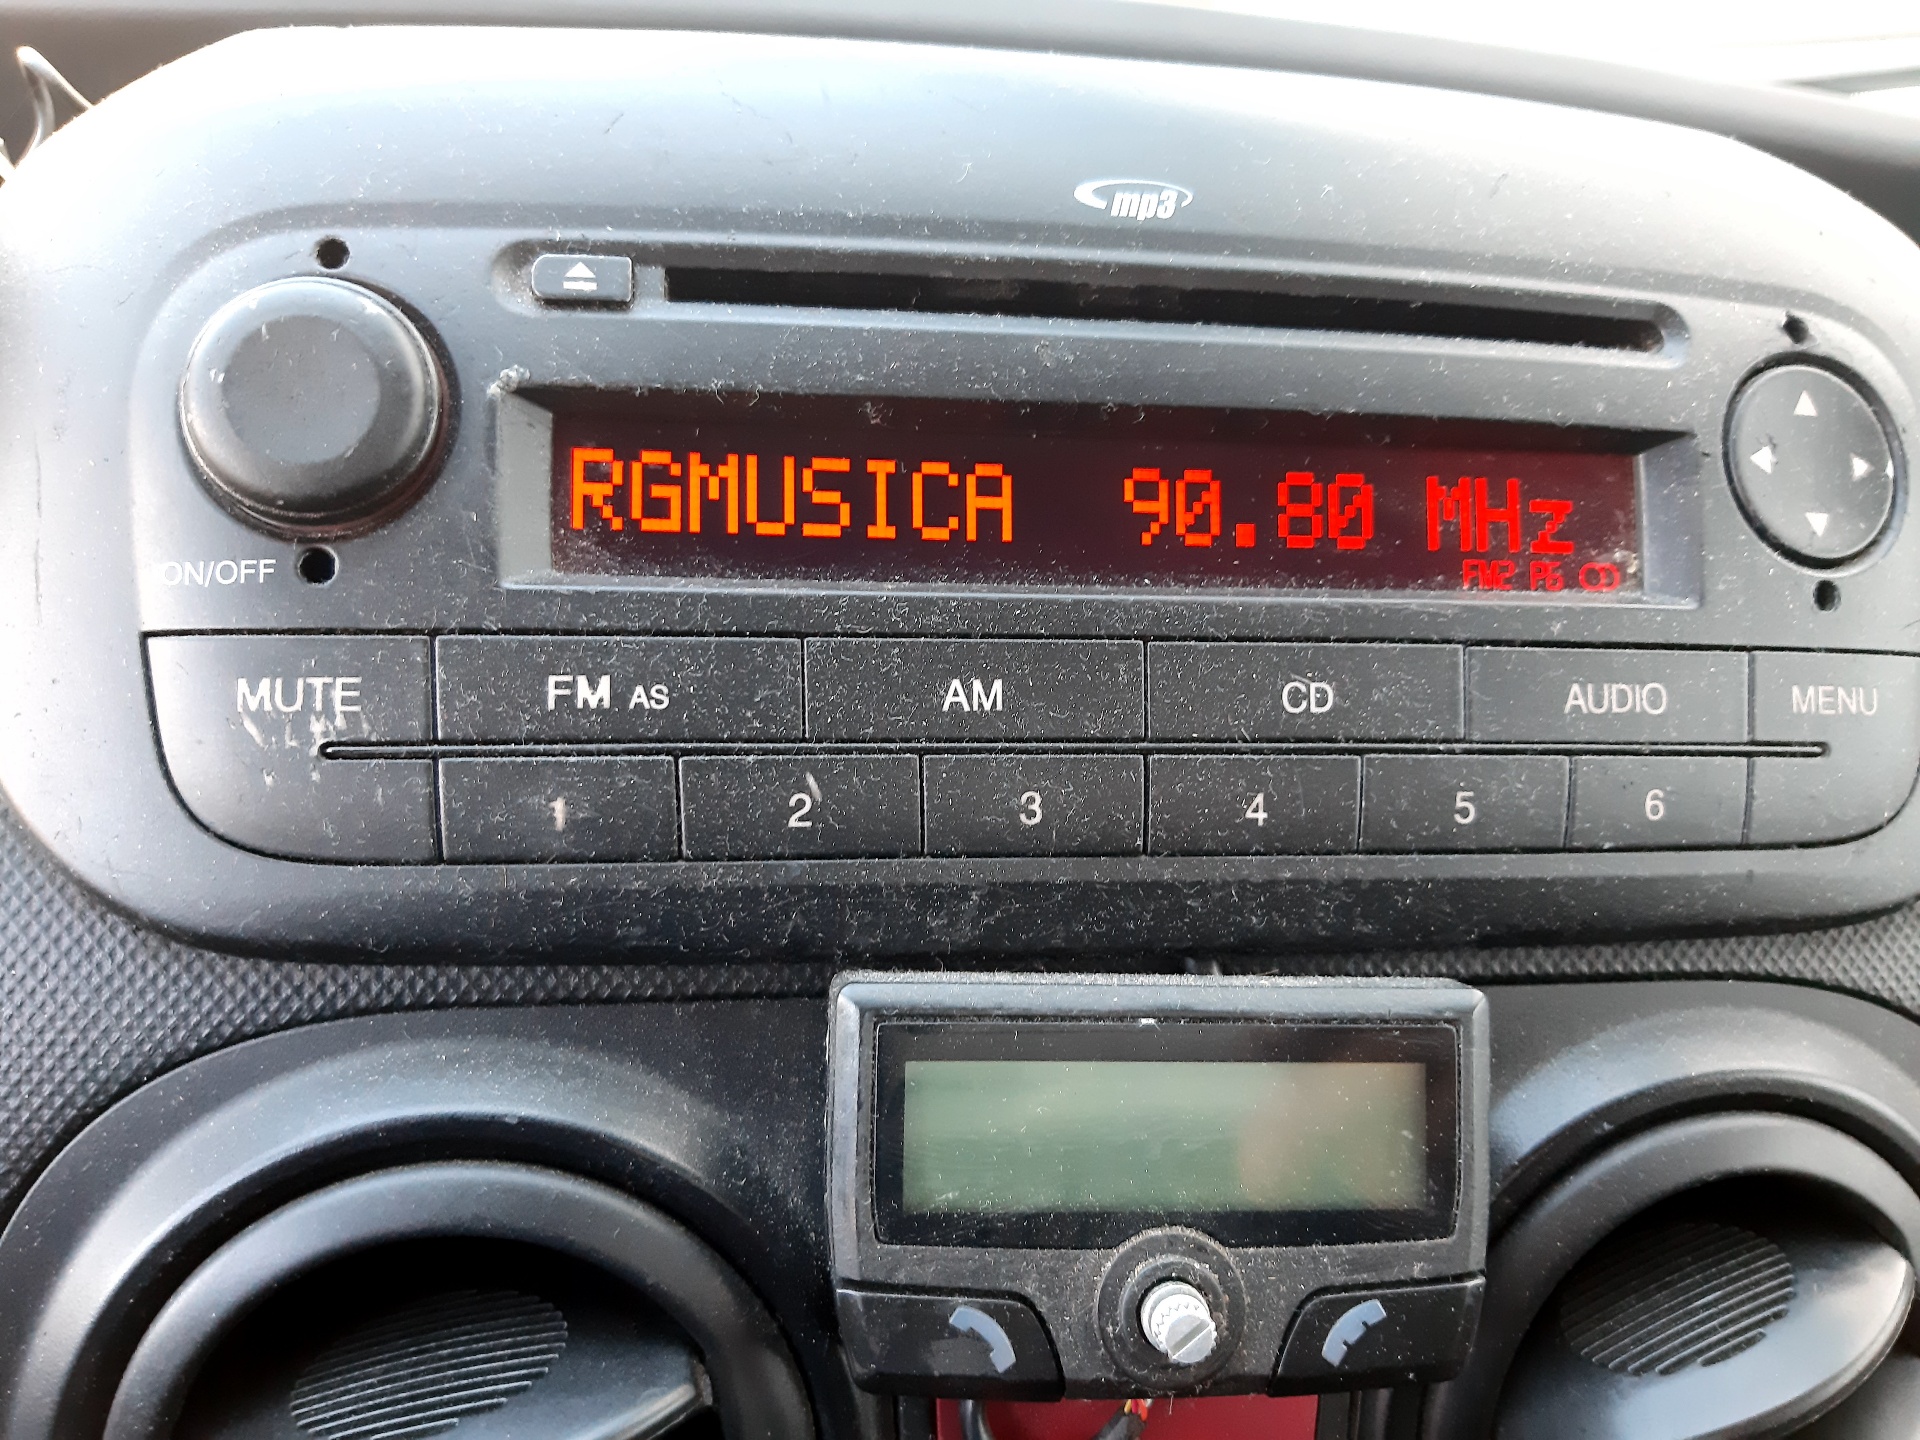 mp3
RGMUSICA 90.80 MHz
FM2 P6
ON/OFF
MUTE FM AS AM CD AUDIO MENU
1 2 3 4 5 6